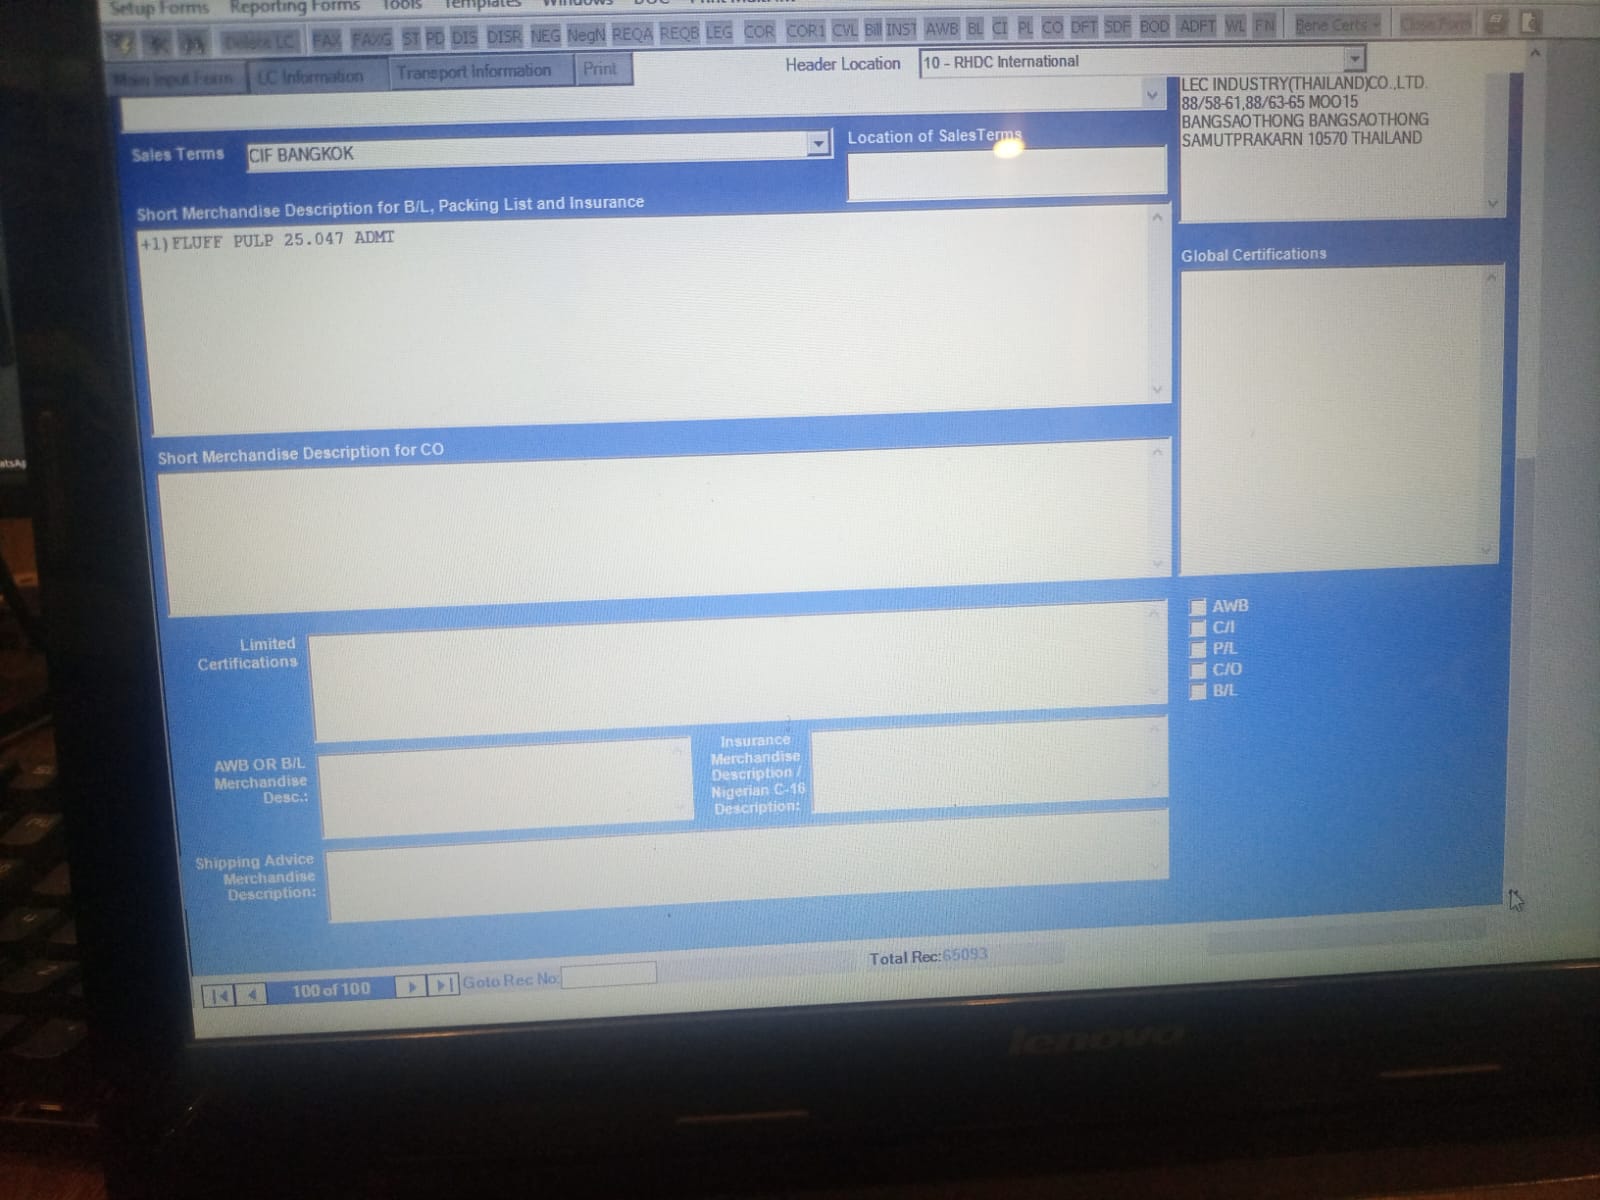 Setup Forms Reporting Forms Tools Templates Windows
Delete LC FAX FAXG ST PD DIS DISR NEG NegN REQA REQB LEG COR COR1 CVL Bill INST AWB BL CI PL CO DFT SDF BOD ADFT WL FN Bene Certs Close Form
Main Input Form LC Information Transport Information Print
Header Location 10 - RHDC International
LEC INDUSTRY(THAILAND)CO.,LTD.
88/58-61,88/63-65 MOO15
BANGSAOTHONG BANGSAOTHONG
SAMUTPRAKARN 10570 THAILAND
Sales Terms CIF BANGKOK
Location of SalesTerms
Short Merchandise Description for B/L, Packing List and Insurance
+1)FLUFF PULP 25.047 ADMT
Global Certifications
Short Merchandise Description for CO
Limited
Certifications
AWB
C/I
P/L
C/O
B/L
AWB OR B/L
Merchandise
Desc.:
Insurance
Merchandise
Description /
Nigerian C-16
Description:
Shipping Advice
Merchandise
Description:
100 of 100
Goto Rec No:
Total Rec:65093
lenovo